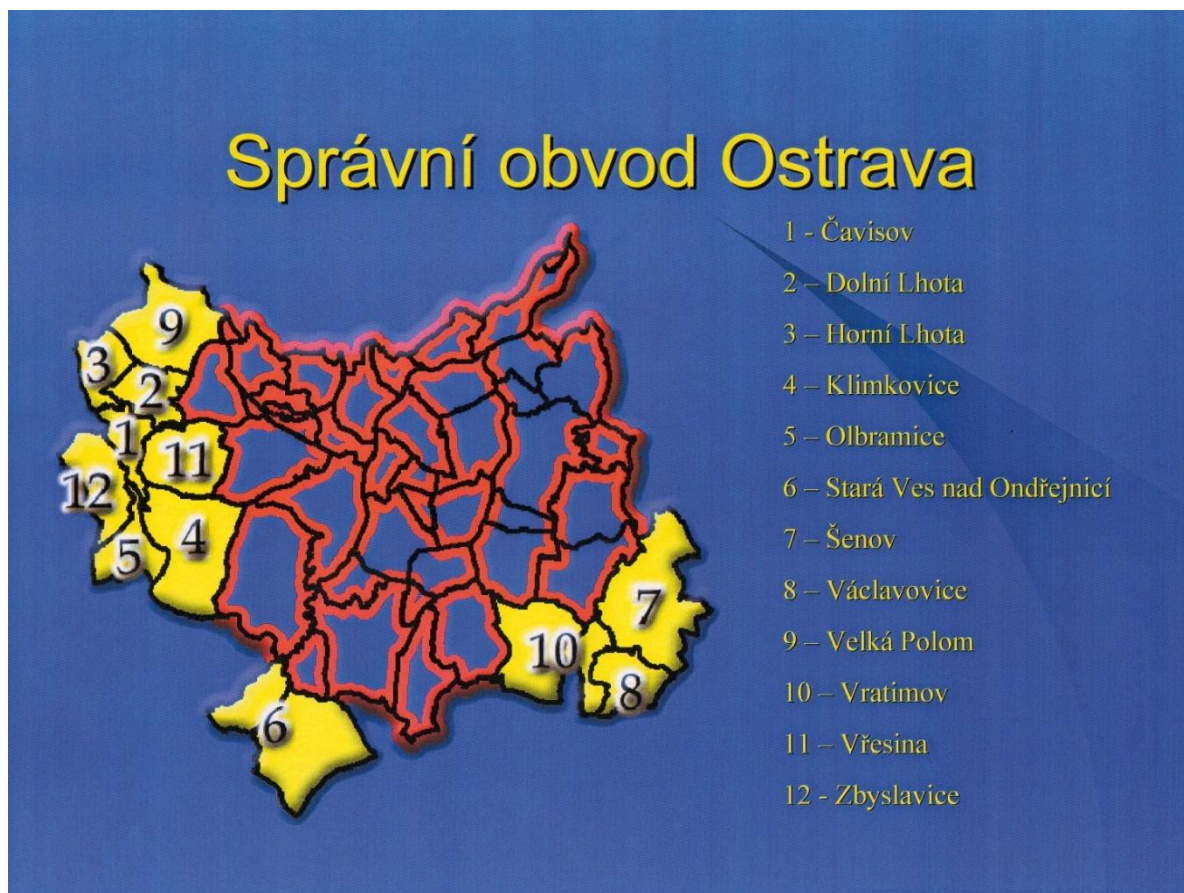 Správní obvod Ostrava
1 - Čavisov
2 – Dolní Lhota
3 – Horní Lhota
4 – Klimkovice
5 – Olbramice
6 – Stará Ves nad Ondřejnicí
7 – Šenov
8 – Václavovice
9 – Velká Polom
10 – Vratimov
11 – Vřesina
12 - Zbyslavice
9
3
2
1
11
12
4
5
7
10
8
6